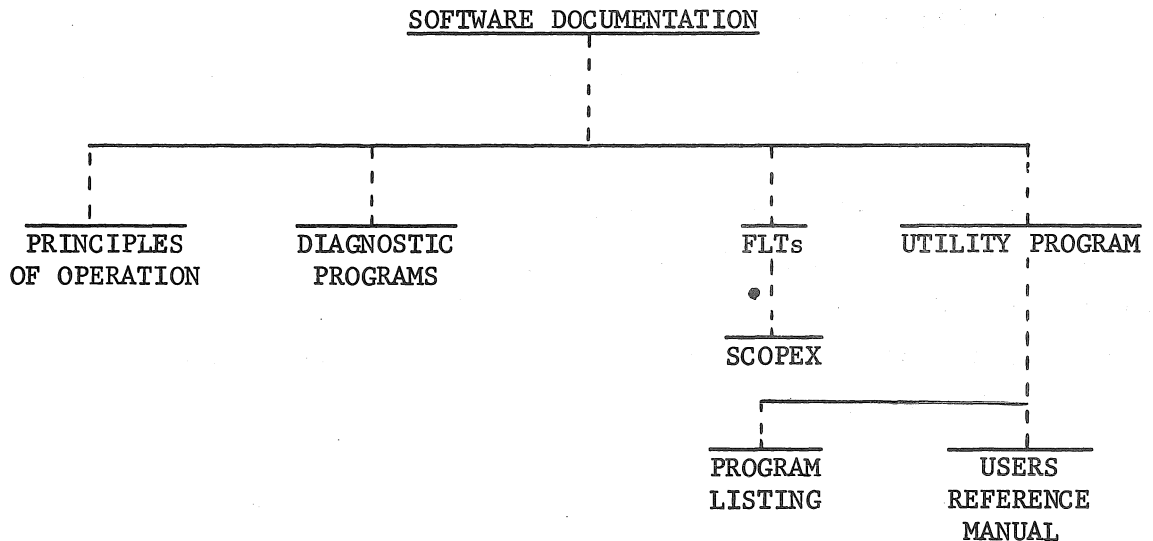 SOFTWARE DOCUMENTATION
PRINCIPLES
OF OPERATION
DIAGNOSTIC
PROGRAMS
FLTs
UTILITY PROGRAM
SCOPEX
PROGRAM
LISTING
USERS
REFERENCE
MANUAL